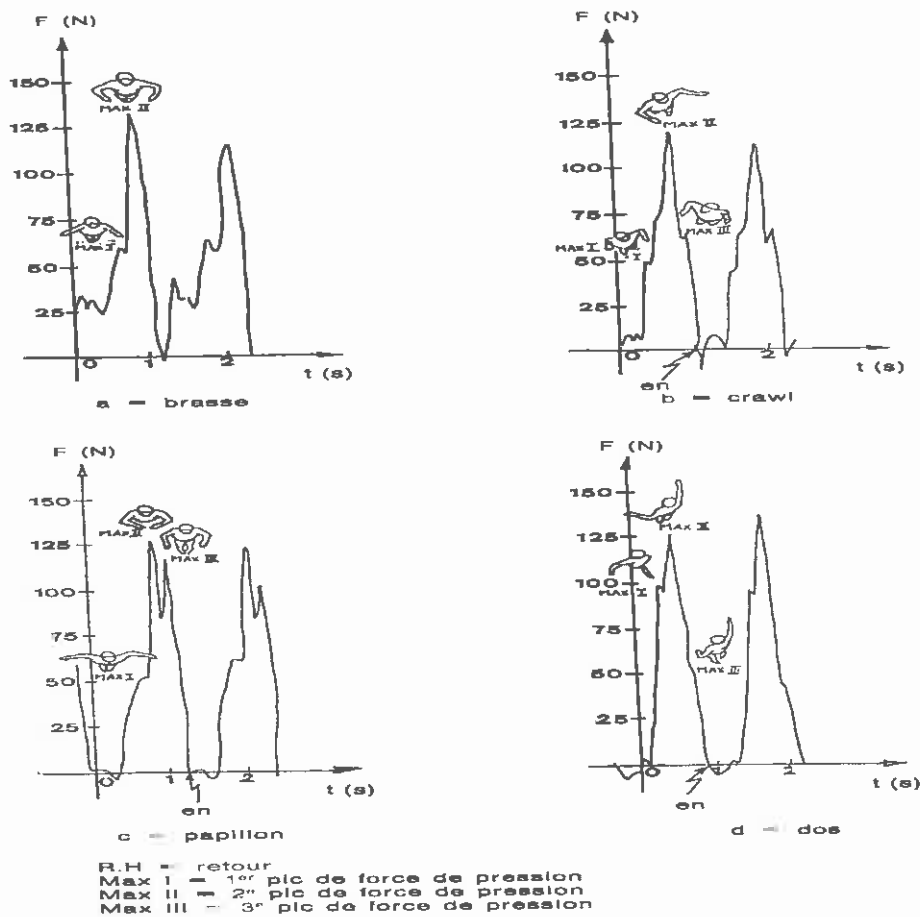 F (N)
150
125
100
75
50
25
MAX II
MAX I
0 1 2
t (s)
a — brasse
F (N)
150
125
100
75
50
25
MAX II
MAX III
MAX I
I
0 2
t (s)
en
b — crawl
F (N)
150
125
100
75
50
25
MAX II
MAX III
MAX I
0 1 2
t (s)
en
c — papillon
F (N)
150
125
100
75
50
25
MAX I
MAX III
0 1 2
t (s)
en
d — dos
R.H — retour
Max I — 1er pic de force de pression
Max II — 2e pic de force de pression
Max III — 3e pic de force de pression